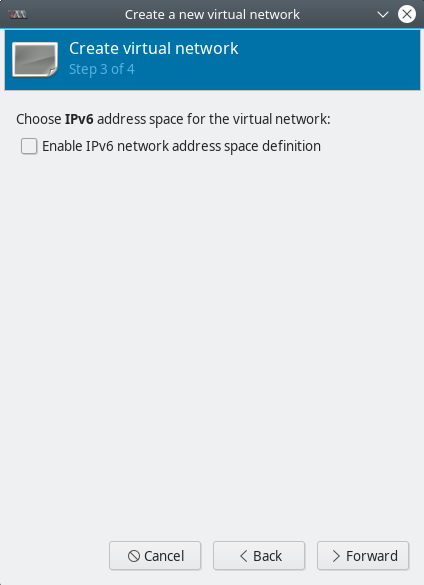 Create a new virtual network
Create virtual network
Step 3 of 4
Choose IPv6 address space for the virtual network:
Enable IPv6 network address space definition
Cancel
Back
Forward